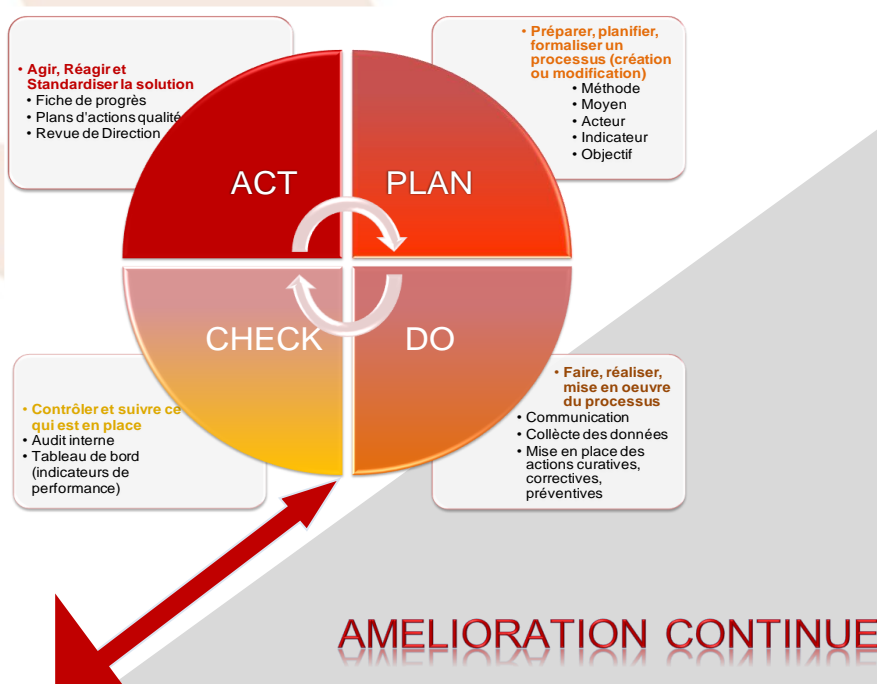 • Agir, Réagir et
Standardiser la solution
• Fiche de progrès
• Plans d'actions qualité
• Revue de Direction
• Préparer, planifier,
formaliser un
processus (création
ou modification)
• Méthode
• Moyen
• Acteur
• Indicateur
• Objectif
ACT
PLAN
CHECK
DO
• Contrôler et suivre ce
qui est en place
• Audit interne
• Tableau de bord
(indicateurs de
performance)
• Faire, réaliser,
mise en oeuvre
du processus
• Communication
• Collècte des données
• Mise en place des
actions curatives,
correctives,
préventives
AMELIORATION CONTINUE